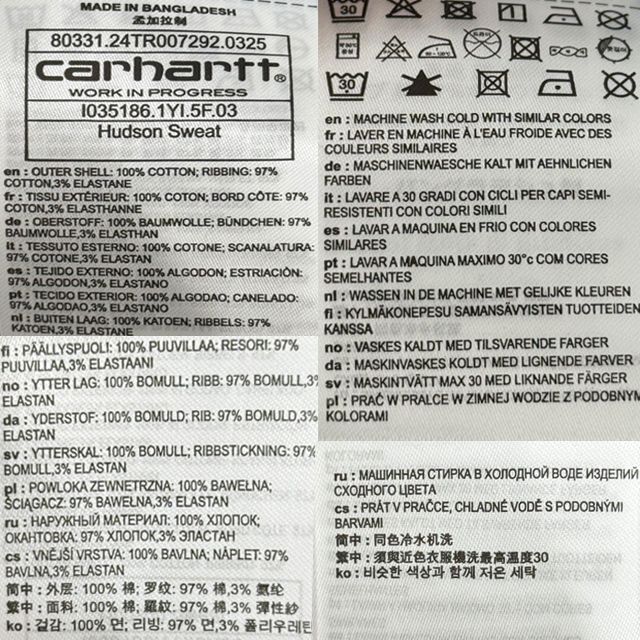 MADE IN BANGLADESH
孟加拉制
80331.24TR007292.0325
carhartt®
WORK IN PROGRESS
I035186.1YI.5F.03
Hudson Sweat
en : OUTER SHELL: 100% COTTON; RIBBING: 97%
COTTON,3% ELASTANE
fr : TISSU EXTÉRIEUR: 100% COTON; BORD CÔTE: 97%
COTON,3% ELASTHANNE
de : OBERSTOFF: 100% BAUMWOLLE; BÜNDCHEN: 97%
BAUMWOLLE,3% ELASTHAN
it : TESSUTO ESTERNO: 100% COTONE; SCANALATURA:
97% COTONE,3% ELASTANE
es : TEJIDO EXTERNO: 100% ALGODON; ESTRIACIÓN:
97% ALGODON,3% ELASTANO
pt : TECIDO EXTERIOR: 100% ALGODAO; CANELADO:
97% ALGODAO,3% ELASTANO
nl : BUITEN LAAG: 100% KATOEN; RIBBELS: 97%
KATOEN,3% ELASTANE
fi : PÄÄLLYSPUOLI: 100% PUUVILLAA; RESORI: 97%
PUUVILLAA,3% ELASTAANI
no : YTTER LAG: 100% BOMULL; RIBB: 97% BOMULL,3%
ELASTAN
da : YDERSTOF: 100% BOMULD; RIB: 97% BOMULD,3%
ELASTAN
sv : YTTERSKAL: 100% BOMULL; RIBBSTICKNING: 97%
BOMULL,3% ELASTAN
pl : POWLOKA ZEWNETRZNA: 100% BAWEŁNA;
ŚCIĄGACZ: 97% BAWEŁNA,3% ELASTAN
ru : НАРУЖНЫЙ МАТЕРИАЛ: 100% ХЛОПОК;
ОКАНТОВКА: 97% ХЛОПОК,3% ЭЛАСТАН
cs : VNĚJŠÍ VRSTVA: 100% BAVLNA; NÁPLET: 97%
BAVLNA,3% ELASTAN
简中 : 外层: 100% 棉; 罗纹: 97% 棉,3% 氨纶
繁中 : 面料: 100% 棉; 羅紋: 97% 棉,3% 彈性紗
ko : 겉감: 100% 면; 리빙: 97% 면,3% 폴리우레탄
30
30
en : MACHINE WASH COLD WITH SIMILAR COLORS
fr : LAVER EN MACHINE À L'EAU FROIDE AVEC DES
COULEURS SIMILAIRES
de : MASCHINENWAESCHE KALT MIT AEHNLICHEN
FARBEN
it : LAVARE A 30 GRADI CON CICLI PER CAPI SEMI-
RESISTENTI CON COLORI SIMILI
es : LAVAR A MAQUINA EN FRIO CON COLORES
SIMILARES
pt : LAVAR A MAQUINA MAXIMO 30°c COM CORES
SEMELHANTES
nl : WASSEN IN DE MACHINE MET GELIJKE KLEUREN
fi : KYLMÄKONEPESU SAMANSÄVYISTEN TUOTTEIDEN
KANSSA
no : VASKES KALDT MED TILSVARENDE FARGER
da : MASKINVASKES KOLDT MED LIGNENDE FARVER
sv : MASKINTVÄTT MAX 30 MED LIKNANDE FÄRGER
pl : PRAĆ W PRALCE W ZIMNEJ WODZIE Z PODOBNYM
KOLORAMI
ru : МАШИННАЯ СТИРКА В ХОЛОДНОЙ ВОДЕ ИЗДЕЛИЙ
СХОДНОГО ЦВЕТА
cs : PRÁT V PRAČCE, CHLADNÉ VODĚ S PODOBNÝMI
BARVAMI
简中 : 同色冷水机洗
繁中 : 須與近色衣服機洗最高溫度30
ko : 비슷한 색상과 함께 저온 세탁